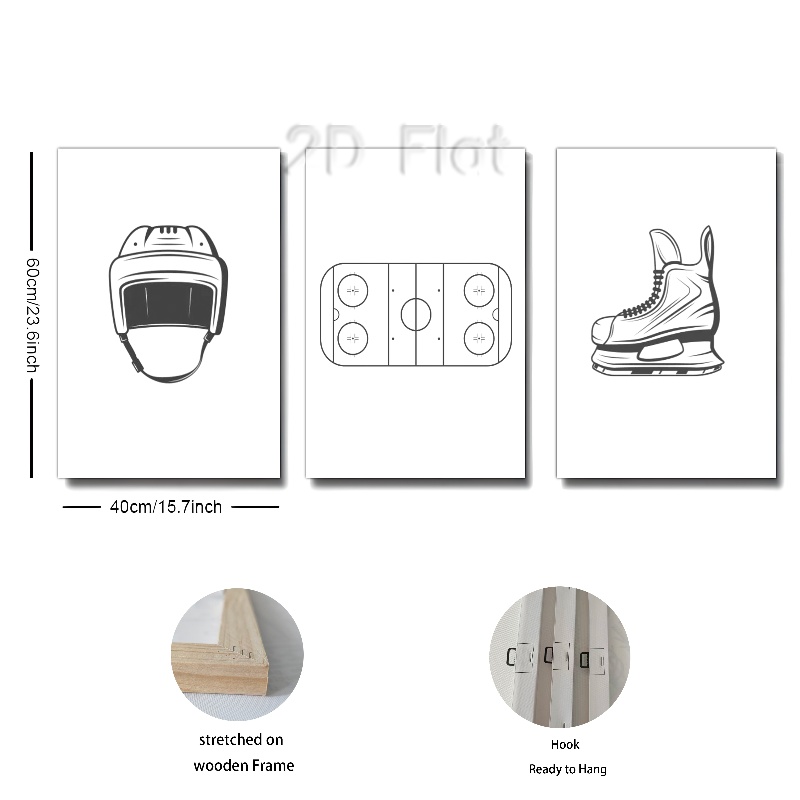 2D Flat
60cm/23.6inch
40cm/15.7inch
stretched on
wooden Frame
Hook
Ready to Hang